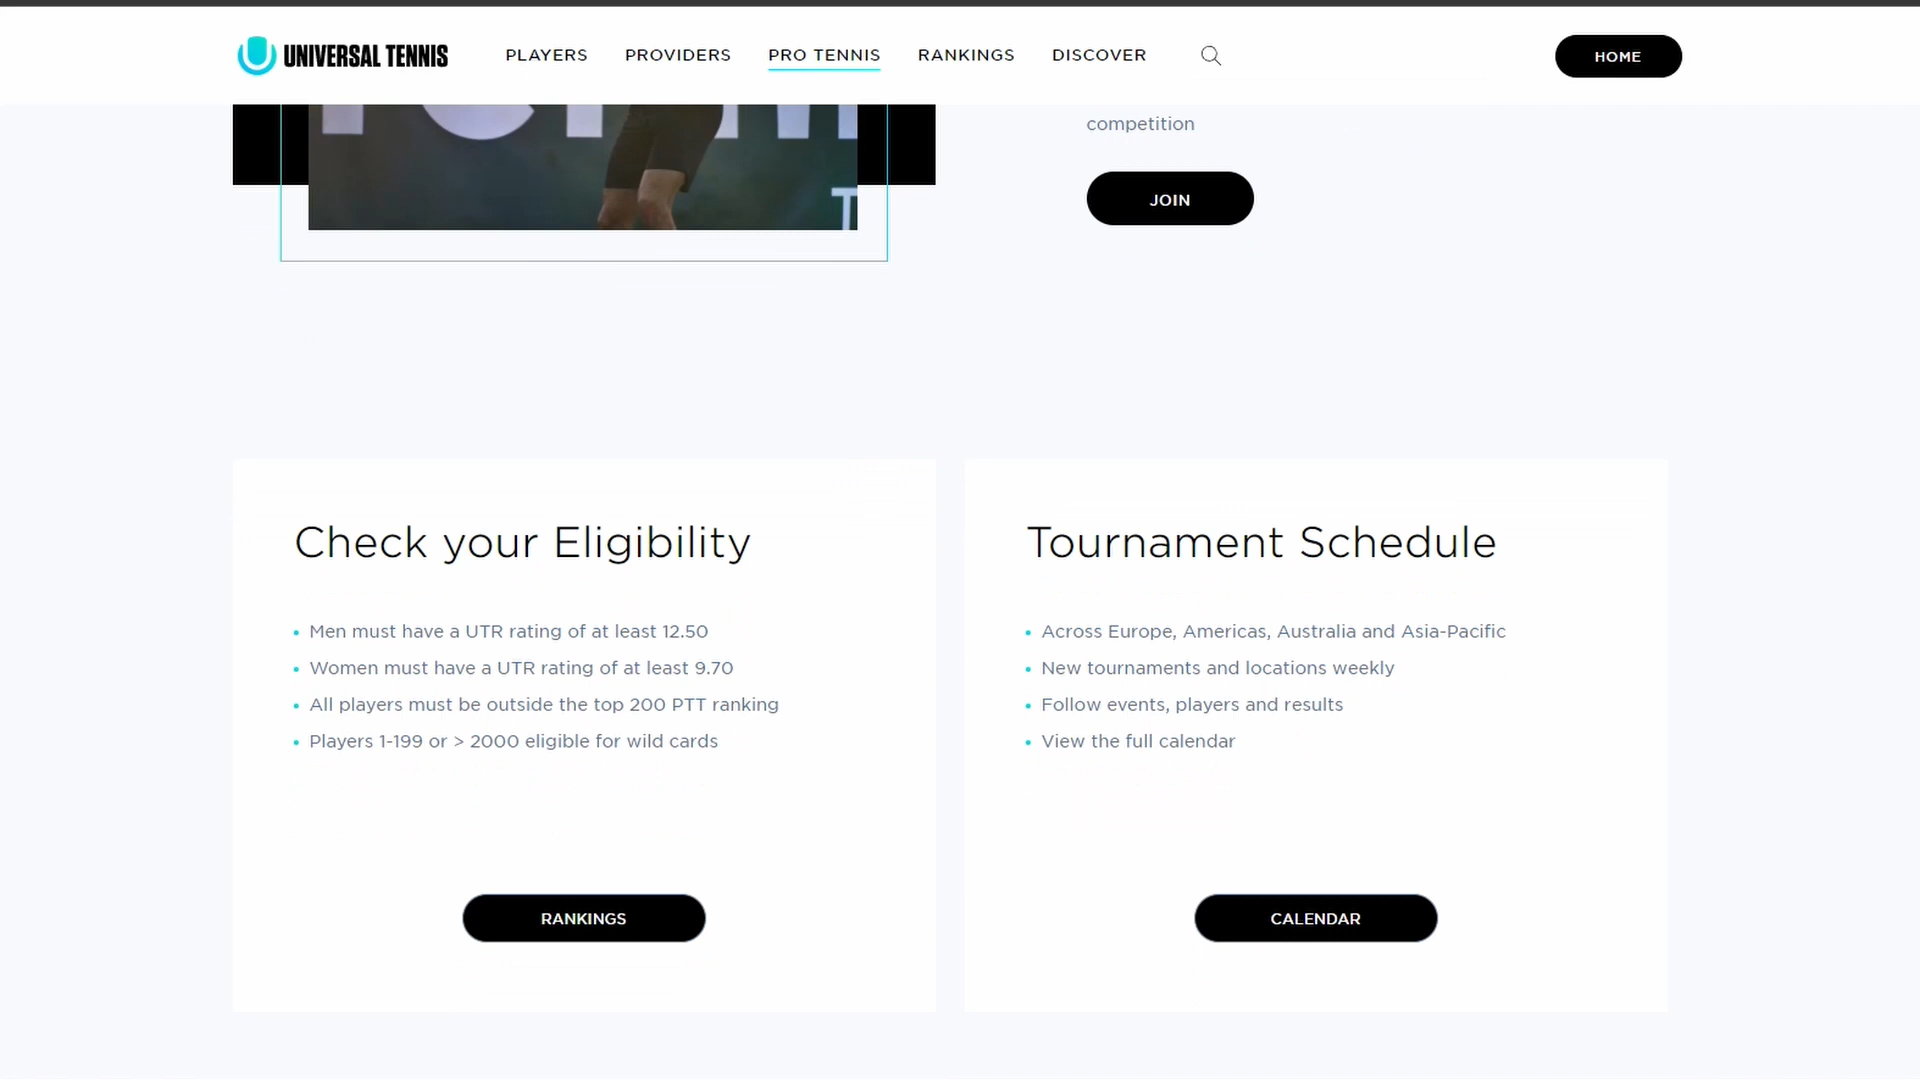 UNIVERSAL TENNIS
PLAYERS
PROVIDERS
PRO TENNIS
RANKINGS
DISCOVER
HOME
competition
JOIN
Check your Eligibility
Men must have a UTR rating of at least 12.50
Women must have a UTR rating of at least 9.70
All players must be outside the top 200 PTT ranking
Players 1-199 or > 2000 eligible for wild cards
RANKINGS
Tournament Schedule
Across Europe, Americas, Australia and Asia-Pacific
New tournaments and locations weekly
Follow events, players and results
View the full calendar
CALENDAR